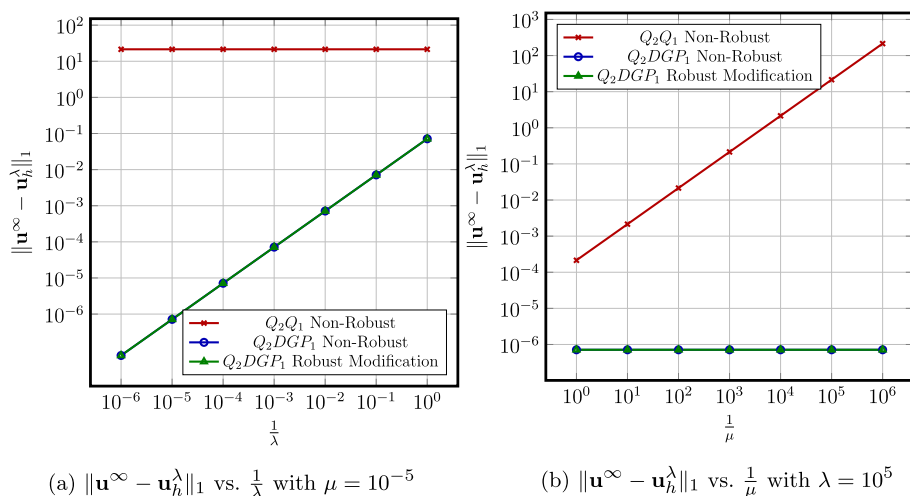 10^2
10^1
10^0
10^{-1}
10^{-2}
10^{-3}
10^{-4}
10^{-5}
10^{-6}
‖u^∞ − u_h^λ‖_1
Q_2Q_1 Non-Robust
Q_2DGP_1 Non-Robust
Q_2DGP_1 Robust Modification
10^{-6} 10^{-5} 10^{-4} 10^{-3} 10^{-2} 10^{-1} 10^0
1/λ
(a) ‖u^∞ − u_h^λ‖_1 vs. 1/λ with μ = 10^{-5}
10^3
10^2
10^1
10^0
10^{-1}
10^{-2}
10^{-3}
10^{-4}
10^{-5}
10^{-6}
‖u^∞ − u_h^λ‖_1
Q_2Q_1 Non-Robust
Q_2DGP_1 Non-Robust
Q_2DGP_1 Robust Modification
10^0 10^1 10^2 10^3 10^4 10^5 10^6
1/μ
(b) ‖u^∞ − u_h^λ‖_1 vs. 1/μ with λ = 10^5